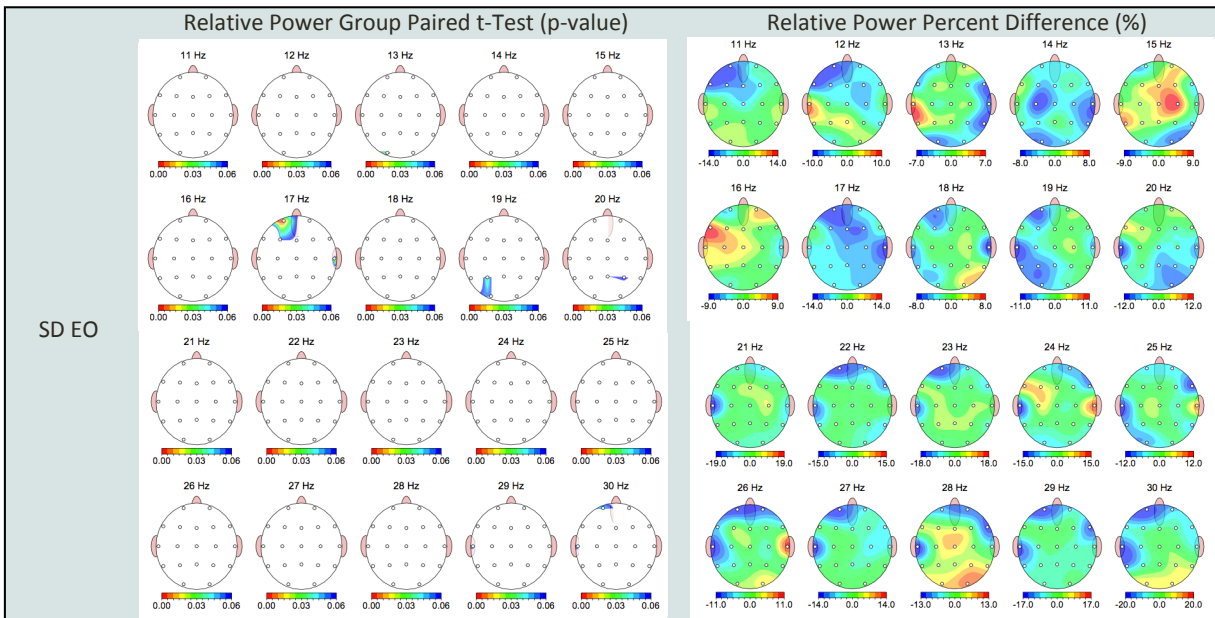 Relative Power Group Paired t-Test (p-value) Relative Power Percent Difference (%)
11 Hz 12 Hz 13 Hz 14 Hz 15 Hz 11 Hz 12 Hz 13 Hz 14 Hz 15 Hz
0.00 0.03 0.06 0.00 0.03 0.06 0.00 0.03 0.06 0.00 0.03 0.06 0.00 0.03 0.06 -14.0 0.0 14.0 -10.0 0.0 10.0 -7.0 0.0 7.0 -8.0 0.0 8.0 -9.0 0.0 9.0
16 Hz 17 Hz 18 Hz 19 Hz 20 Hz 16 Hz 17 Hz 18 Hz 19 Hz 20 Hz
0.00 0.03 0.06 0.00 0.03 0.06 0.00 0.03 0.06 0.00 0.03 0.06 0.00 0.03 0.06 -9.0 0.0 9.0 -14.0 0.0 14.0 -8.0 0.0 8.0 -11.0 0.0 11.0 -12.0 0.0 12.0
SD EO
21 Hz 22 Hz 23 Hz 24 Hz 25 Hz 21 Hz 22 Hz 23 Hz 24 Hz 25 Hz
0.00 0.03 0.06 0.00 0.03 0.06 0.00 0.03 0.06 0.00 0.03 0.06 0.00 0.03 0.06 -19.0 0.0 19.0 -15.0 0.0 15.0 -18.0 0.0 18.0 -15.0 0.0 15.0 -12.0 0.0 12.0
26 Hz 27 Hz 28 Hz 29 Hz 30 Hz 26 Hz 27 Hz 28 Hz 29 Hz 30 Hz
0.00 0.03 0.06 0.00 0.03 0.06 0.00 0.03 0.06 0.00 0.03 0.06 0.00 0.03 0.06 -11.0 0.0 11.0 -14.0 0.0 14.0 -13.0 0.0 13.0 -17.0 0.0 17.0 -20.0 0.0 20.0